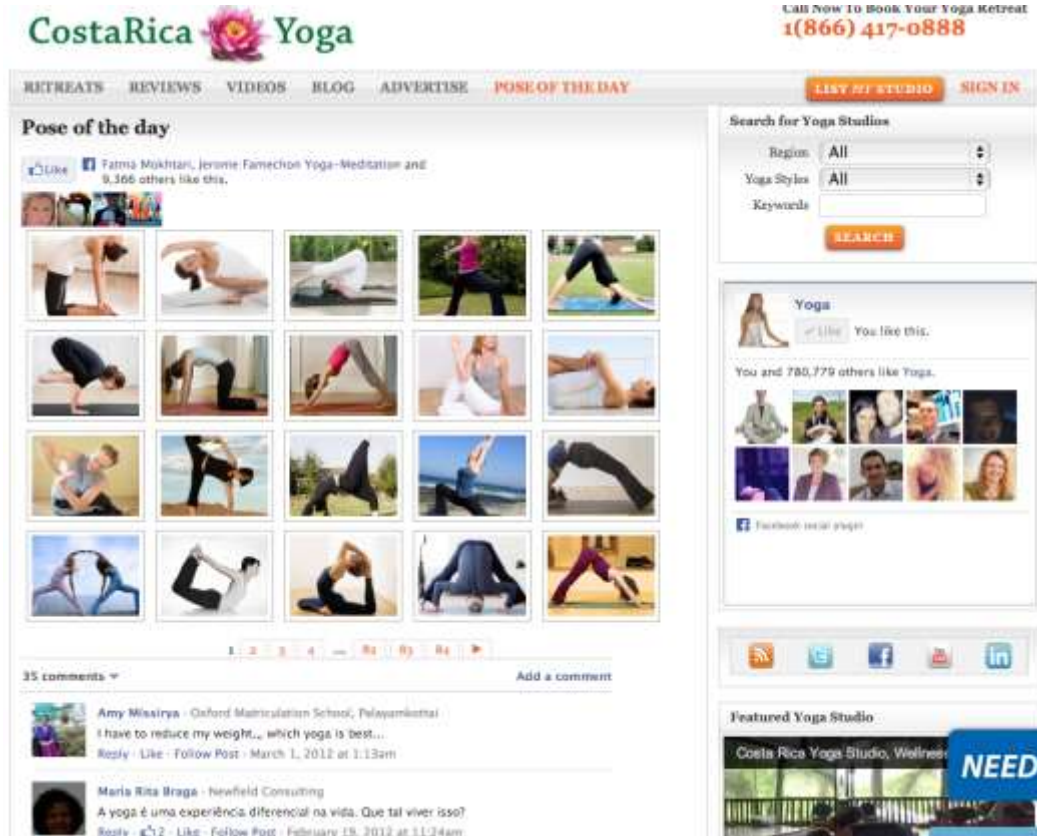 CostaRica Yoga
Call Now To Book Your Yoga Retreat
1(866) 417-0888
RETREATS REVIEWS VIDEOS BLOG ADVERTISE POSE OF THE DAY
LIST MY STUDIO SIGN IN
Pose of the day
Like Fatma Mokhtari, Jerome Famechon Yoga-Meditation and
9,366 others like this.
1 2 3 4 ... 82 83 84
35 comments
Add a comment
Amy Missirya · Oxford Matriculation School, Palayamkottai
I have to reduce my weight.,, which yoga is best...
Reply · Like · Follow Post · March 1, 2012 at 1:13am
Maria Rita Braga · Newfield Consulting
A yoga é uma experiência diferencial na vida. Que tal viver isso?
Reply · 2 · Like · Follow Post · February 19, 2012 at 11:24am
Search for Yoga Studios
Region All
Yoga Styles All
Keywords
SEARCH
Yoga
Like You like this.
You and 780,779 others like Yoga.
Facebook social plugin
in
Featured Yoga Studio
Costa Rica Yoga Studio, Wellness
NEED